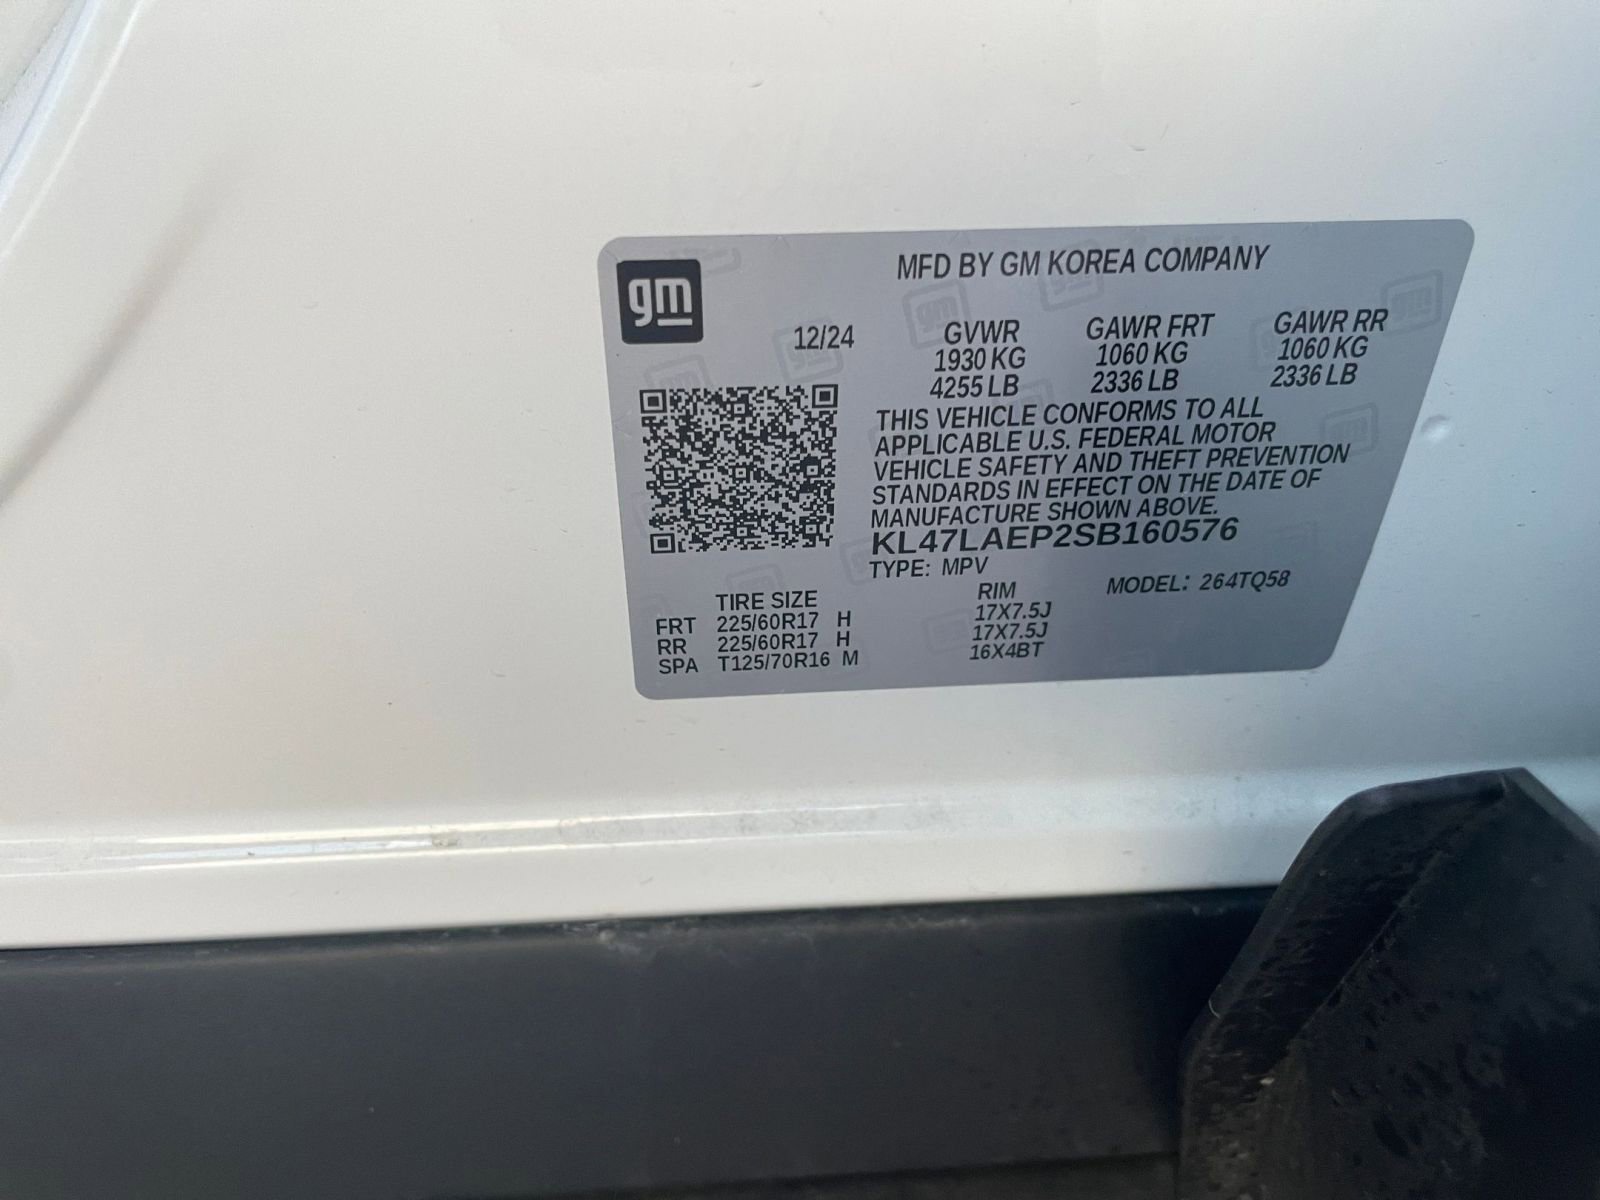 gm
MFD BY GM KOREA COMPANY
12/24
GVWR GAWR FRT GAWR RR
1930 KG 1060 KG 1060 KG
4255 LB 2336 LB 2336 LB
THIS VEHICLE CONFORMS TO ALL
APPLICABLE U.S. FEDERAL MOTOR
VEHICLE SAFETY AND THEFT PREVENTION
STANDARDS IN EFFECT ON THE DATE OF
MANUFACTURE SHOWN ABOVE.
KL47LAEP2SB160576
TYPE: MPV
MODEL: 264TQ58
TIRE SIZE RIM
FRT 225/60R17 H 17X7.5J
RR 225/60R17 H 17X7.5J
SPA T125/70R16 M 16X4BT